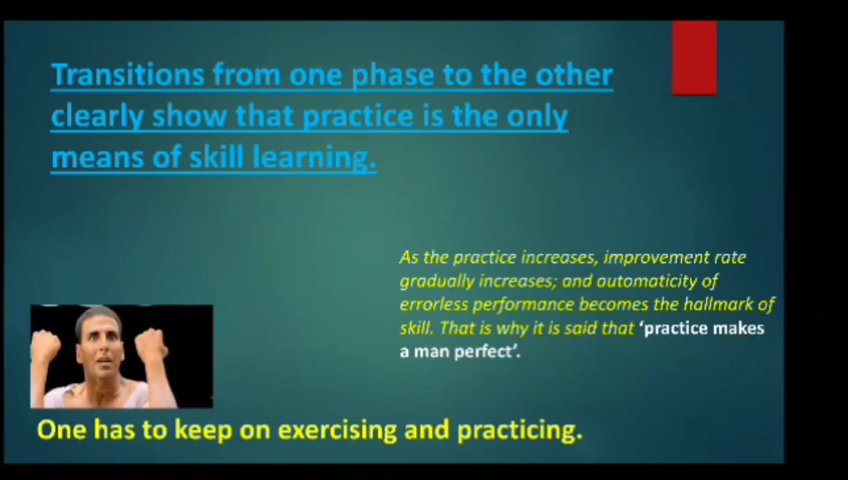 Transitions from one phase to the other
clearly show that practice is the only
means of skill learning.
As the practice increases, improvement rate
gradually increases; and automaticity of
errorless performance becomes the hallmark of
skill. That is why it is said that ‘practice makes
a man perfect’.
One has to keep on exercising and practicing.